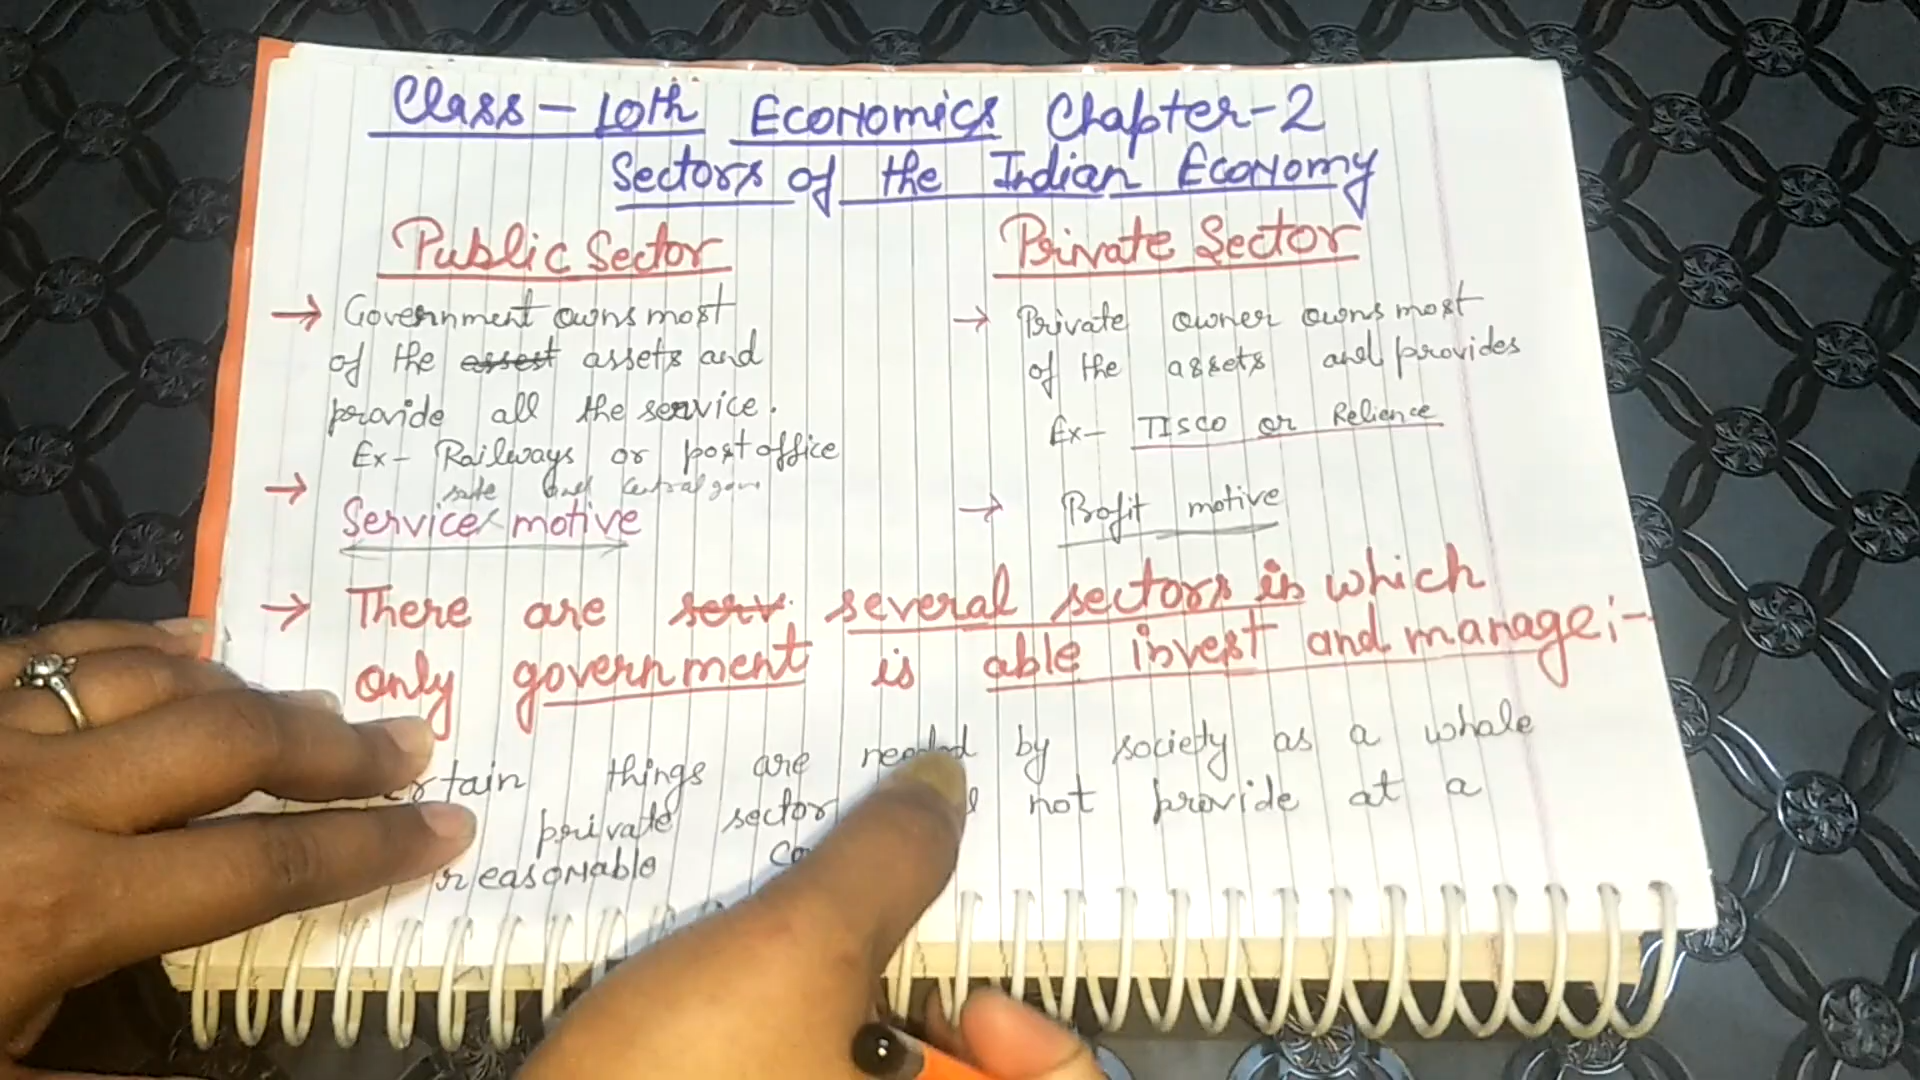 Class - 10th Economics Chapter-2
Sectors of the Indian Economy
Public Sector
→ Government owns most
of the assest assets and
provide all the service.
Ex- Railways or post office
→ Service motive
Private Sector
→ Private owner owns most
of the assets and provides
Ex- TISCO or Relience
→ Profit motive
→ There are serv. several sectors in which
only government is able invest and manage:-
things are needed by society as a whole
private sector not provide at a
reasonable